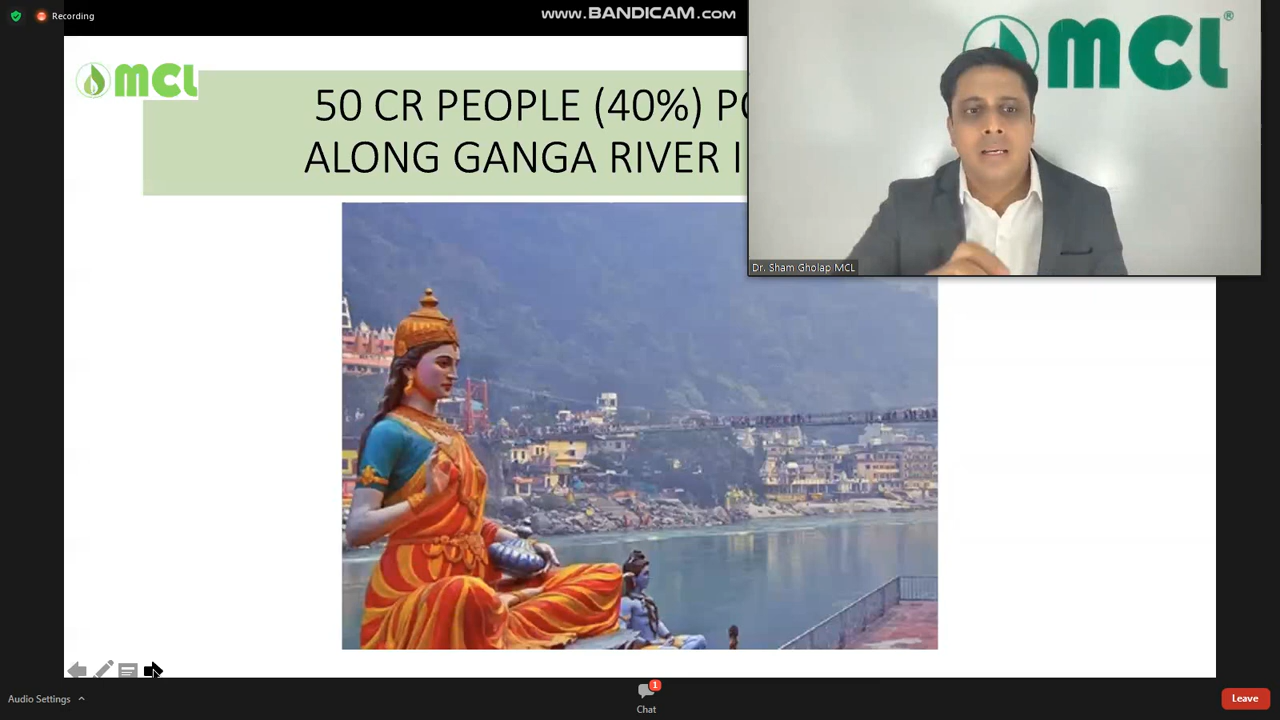 Recording
www.BANDICAM.com
MCL
50 CR PEOPLE (40%)
ALONG GANGA RIVER
MCL®
Dr. Sham Gholap MCL
Audio Settings
1
Chat
Leave